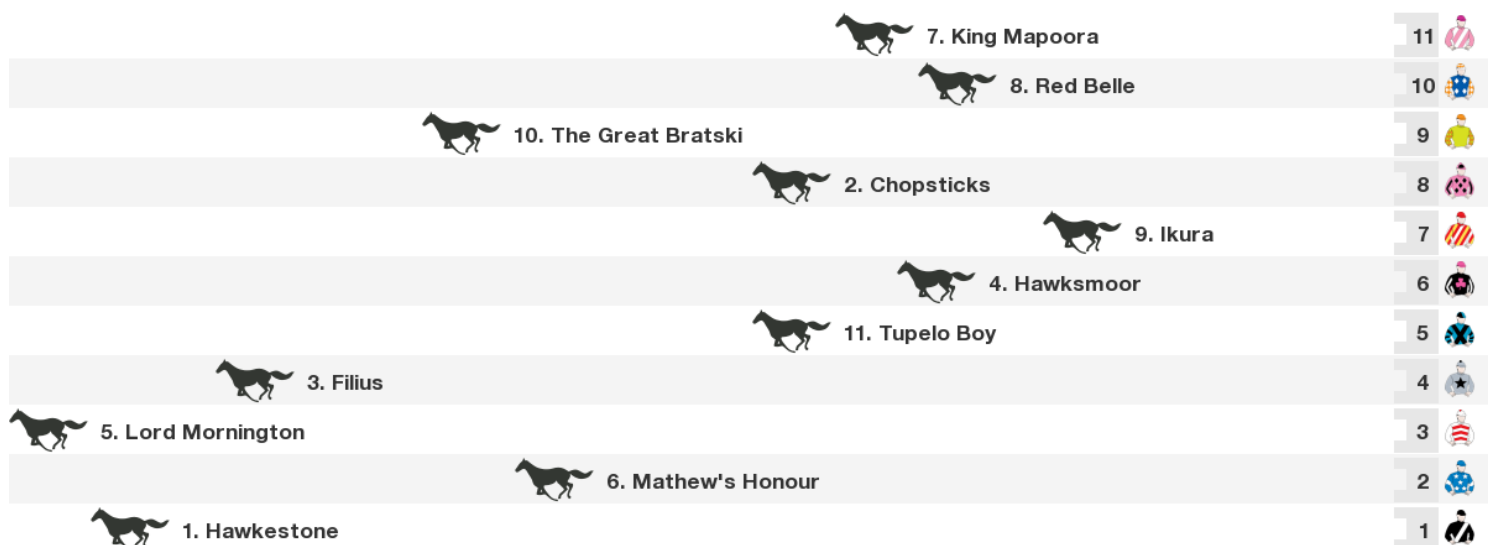 7. King Mapoora 11
8. Red Belle 10
10. The Great Bratski 9
2. Chopsticks 8
9. Ikura 7
4. Hawksmoor 6
11. Tupelo Boy 5
3. Filius 4
5. Lord Mornington 3
6. Mathew's Honour 2
1. Hawkestone 1